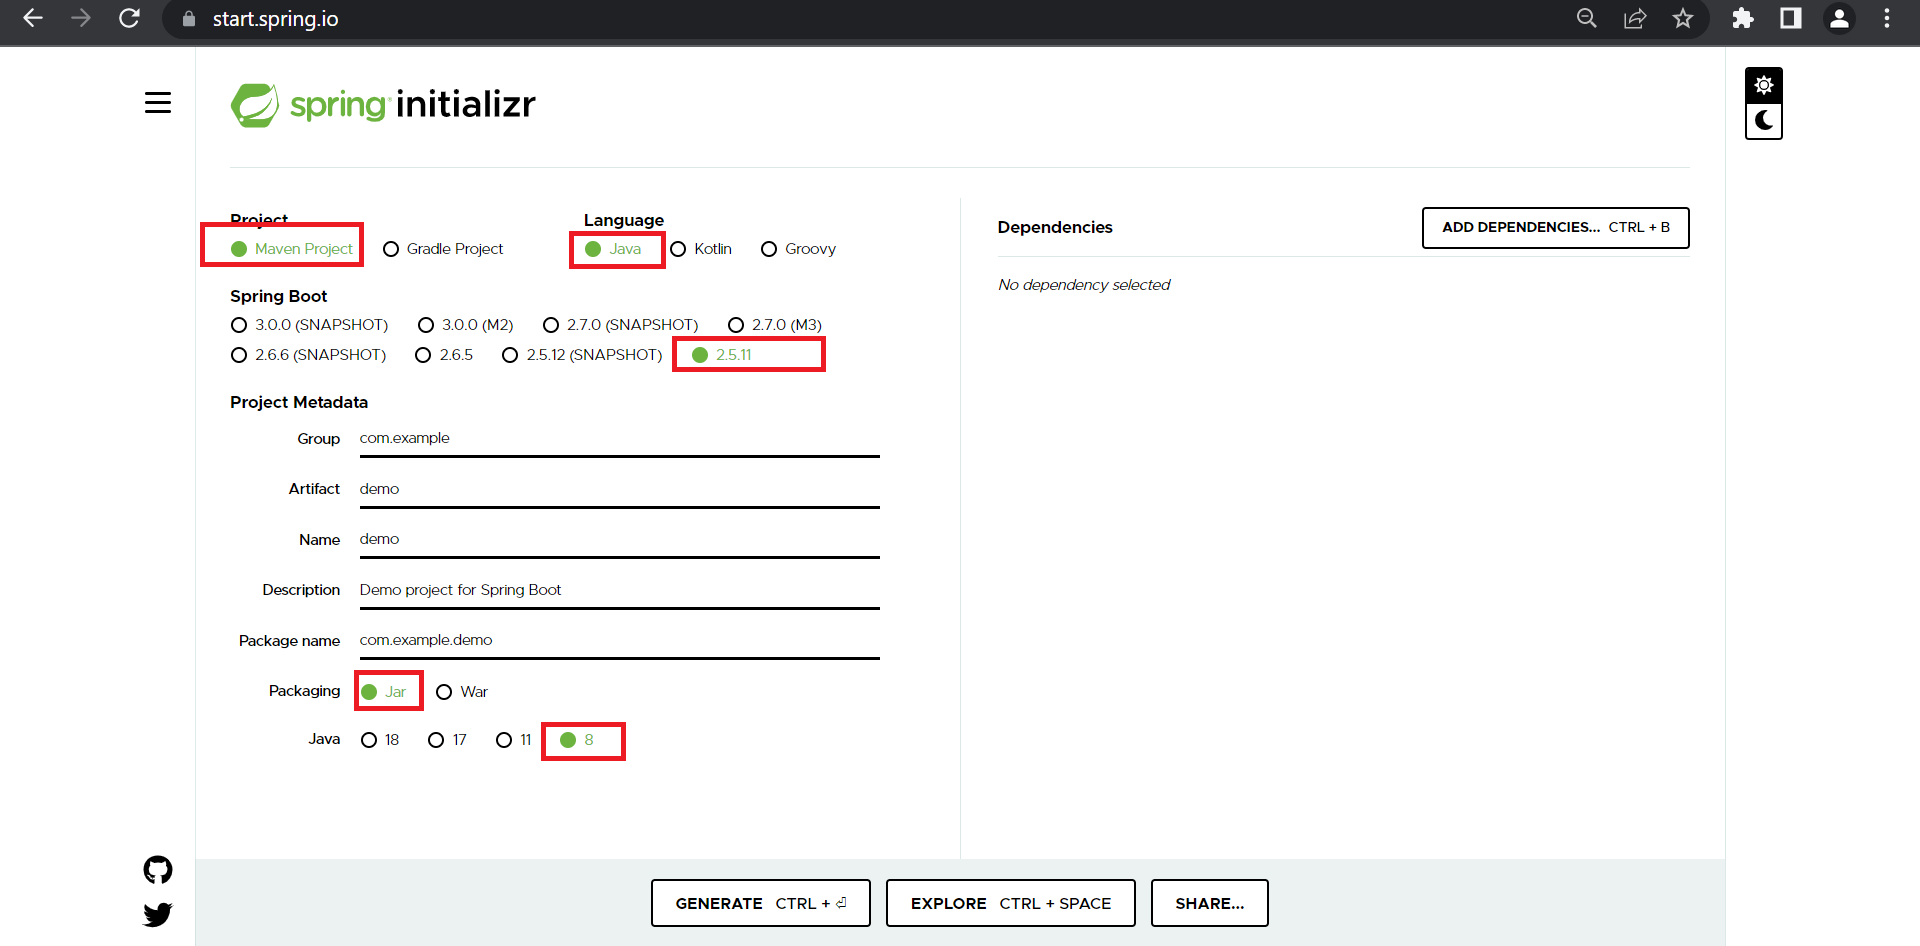 start.spring.io
spring initializr
Project
Language
Maven Project Gradle Project
Java Kotlin Groovy
Spring Boot
3.0.0 (SNAPSHOT) 3.0.0 (M2) 2.7.0 (SNAPSHOT) 2.7.0 (M3)
2.6.6 (SNAPSHOT) 2.6.5 2.5.12 (SNAPSHOT) 2.5.11
Project Metadata
Group com.example
Artifact demo
Name demo
Description Demo project for Spring Boot
Package name com.example.demo
Packaging Jar War
Java 18 17 11 8
Dependencies ADD DEPENDENCIES... CTRL + B
No dependency selected
GENERATE CTRL + ⏎ EXPLORE CTRL + SPACE SHARE...